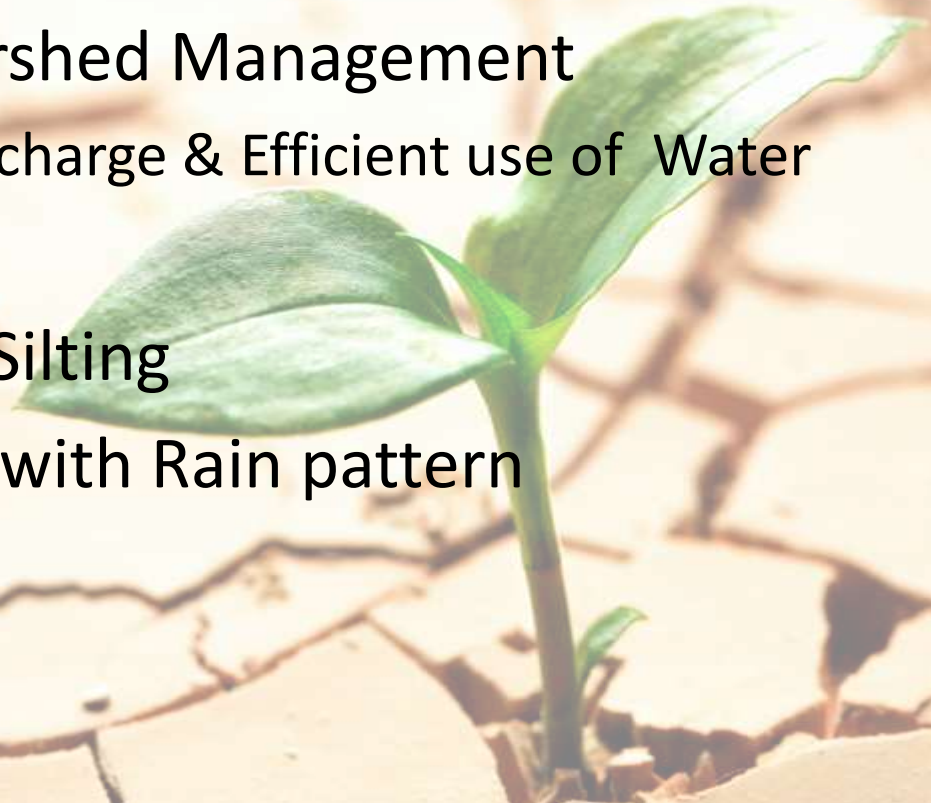 rshed Management
charge & Efficient use of Water
Silting
with Rain pattern